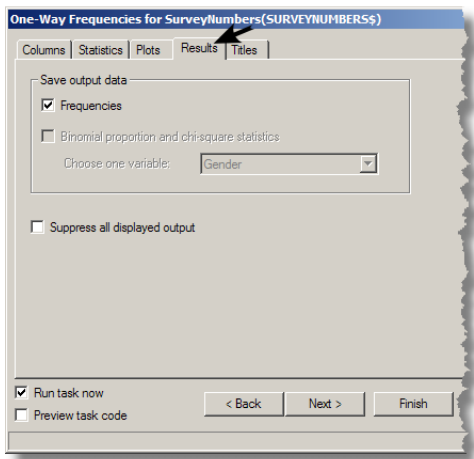 One-Way Frequencies for SurveyNumbers(SURVEYNUMBERS$)
Columns Statistics Plots Results Titles
Save output data
Frequencies
Binomial proportion and chi-square statistics
Choose one variable: Gender
Suppress all displayed output
Run task now
Preview task code
< Back Next > Finish